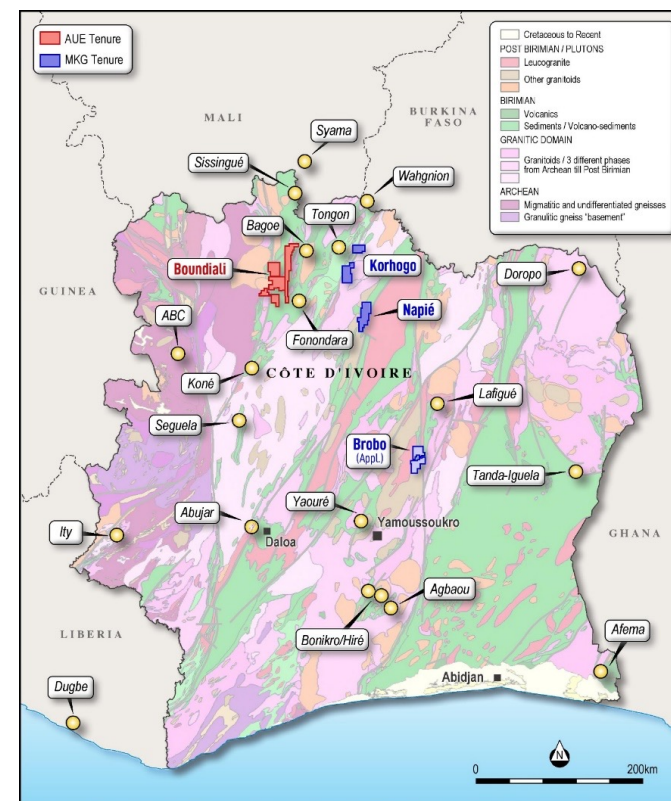 AUE Tenure
MKG Tenure
Cretaceous to Recent
POST BIRIMIAN / PLUTONS
Leucogranite
Other granitoids
BIRIMIAN
Volcanics
Sediments / Volcano-sediments
GRANITIC DOMAIN
Granitoids / 3 different phases
from Archean till Post Birimian
ARCHEAN
Migmatitic and undifferentiated gneisses
Granulitic gneiss "basement"
MALI
BURKINA
FASO
Syama
Sissingué
Wahgnion
Tongon
Bagoe
Boundiali
Korhogo
Doropo
GUINEA
Napié
ABC
Fonondara
CÔTE D'IVOIRE
Koné
Lafigué
Seguela
Brobo
(Appl.)
Tanda-Iguela
Yaouré
Abujar
Yamoussoukro
Ity
Daloa
GHANA
Agbaou
Bonikro/Hiré
LIBERIA
Afema
Abidjan
Dugbe
N
0
200km